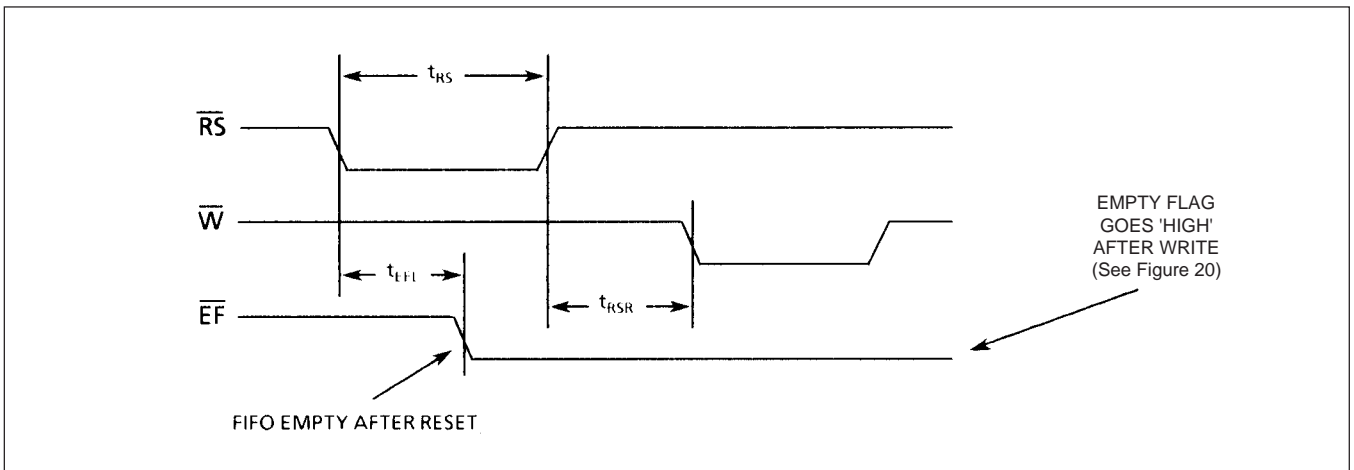 tRS
RS
W
EMPTY FLAG
GOES 'HIGH'
AFTER WRITE
(See Figure 20)
tEFL
tRSR
EF
FIFO EMPTY AFTER RESET